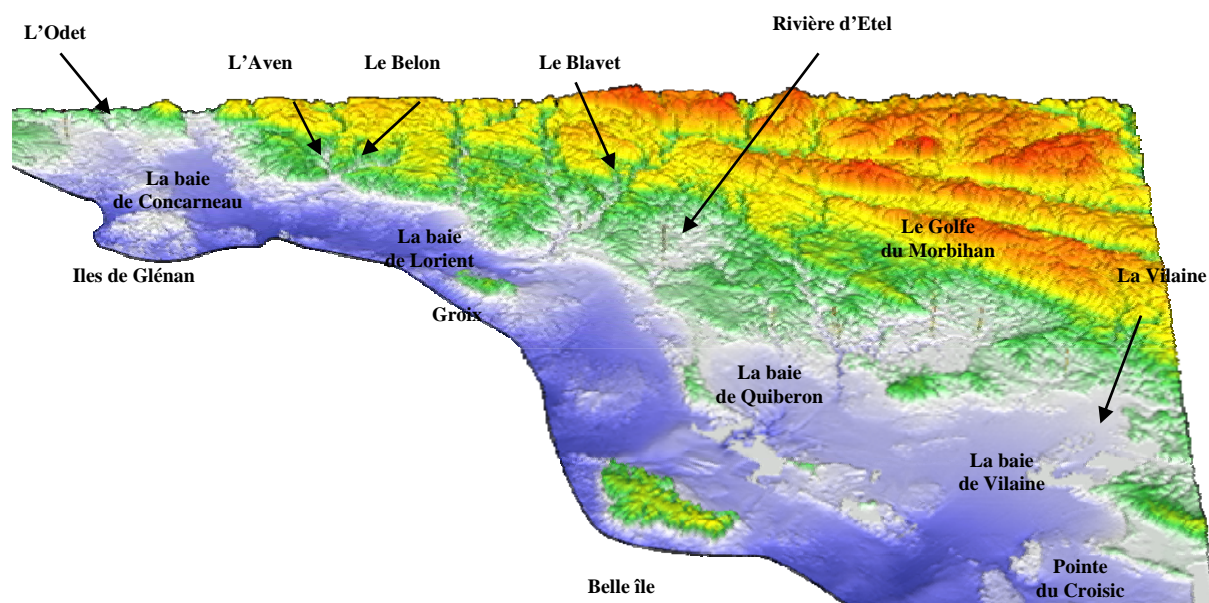 L'Odet
L'Aven
Le Belon
Le Blavet
Rivière d'Etel
La baie
de Concarneau
Iles de Glénan
La baie
de Lorient
Groix
Le Golfe
du Morbihan
La Vilaine
La baie
de Quiberon
La baie
de Vilaine
Belle île
Pointe
du Croisic